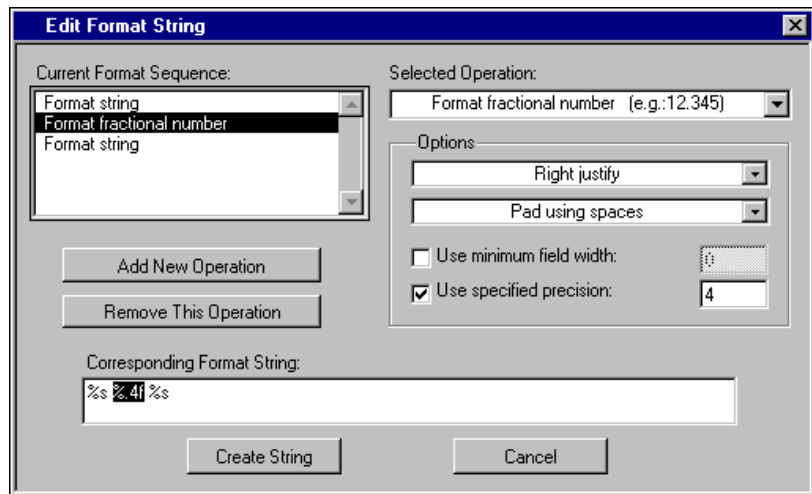 Edit Format String
Current Format Sequence:
Format string
Format fractional number
Format string
Selected Operation:
Format fractional number (e.g.:12.345)
Options
Right justify
Pad using spaces
Use minimum field width:
0
Use specified precision:
4
Add New Operation
Remove This Operation
Corresponding Format String:
%s %.4f %s
Create String
Cancel